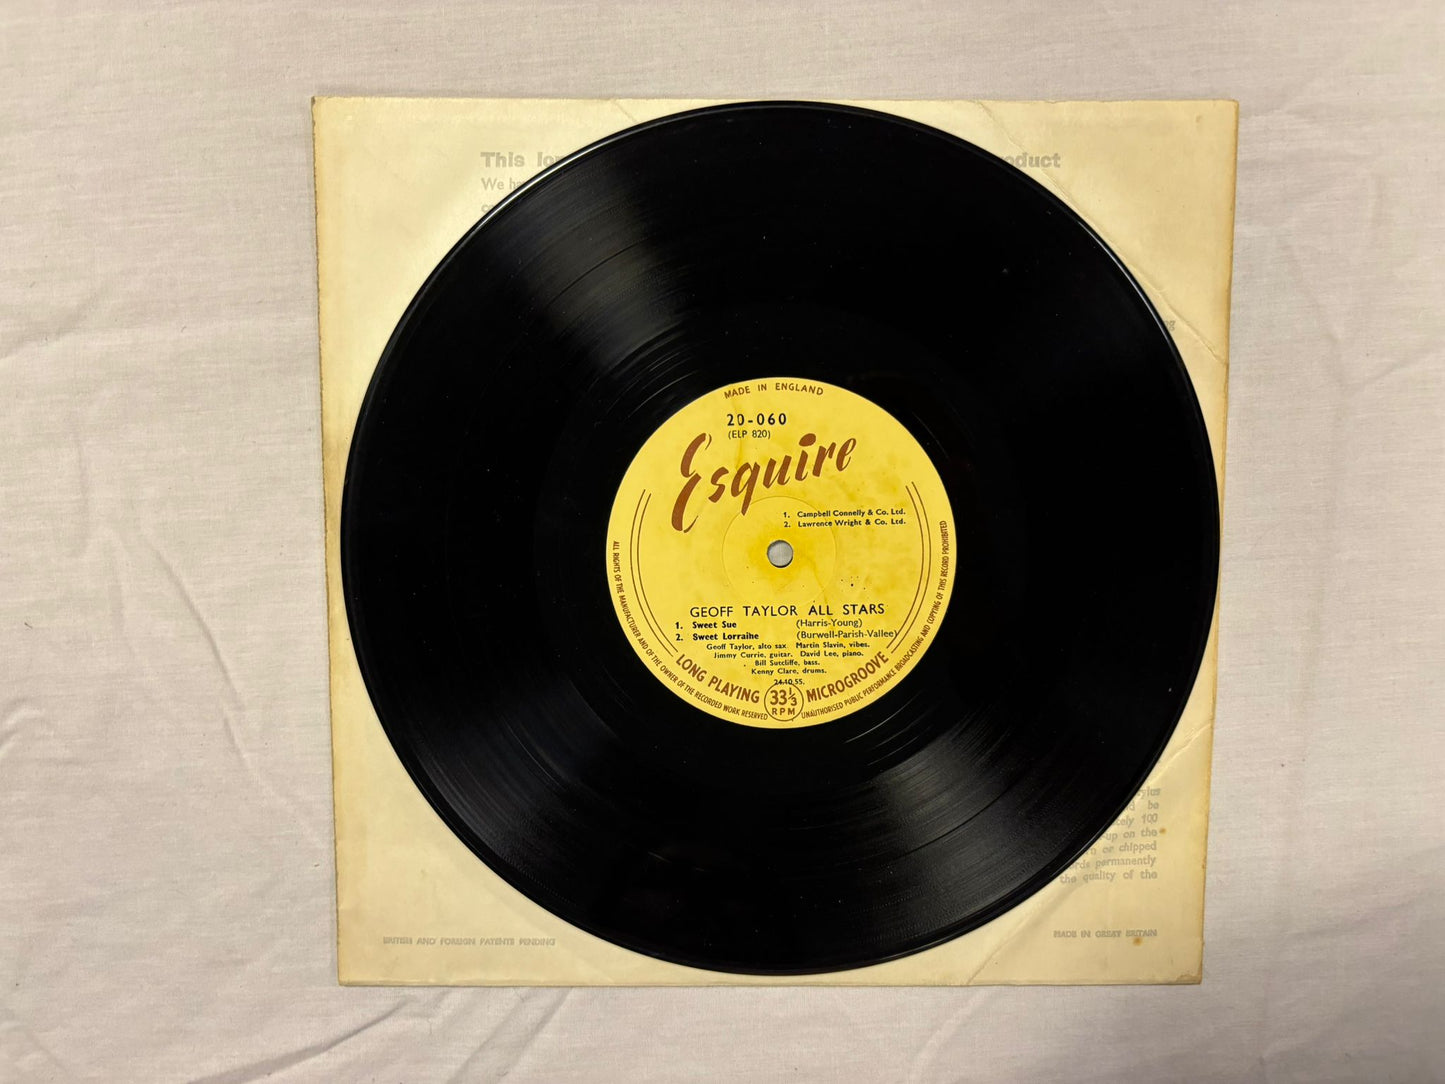 This
product
We
MADE IN ENGLAND
20-060
(ELP 820)
Esquire
1. Campbell Connelly & Co. Ltd.
2. Lawrence Wright & Co. Ltd.
GEOFF TAYLOR ALL STARS
1. Sweet Sue (Harris-Young)
2. Sweet Lorraine (Burwell-Parish-Vallee)
Geoff Taylor, alto sax. Martin Slavin, vibes.
Jimmy Currie, guitar. David Lee, piano.
Bill Sutcliffe, bass.
Kenny Clare, drums.
24.10.55.
LONG PLAYING 33⅓ RPM MICROGROOVE
ALL RIGHTS OF THE MANUFACTURER AND OF THE OWNER OF THE RECORDED WORK RESERVED
UNAUTHORISED PUBLIC PERFORMANCE BROADCASTING AND COPYING OF THIS RECORD PROHIBITED
be
100
-up on the
or chipped
permanently
the quality of the
BRITISH AND FOREIGN PATENTS PENDING
MADE IN GREAT BRITAIN